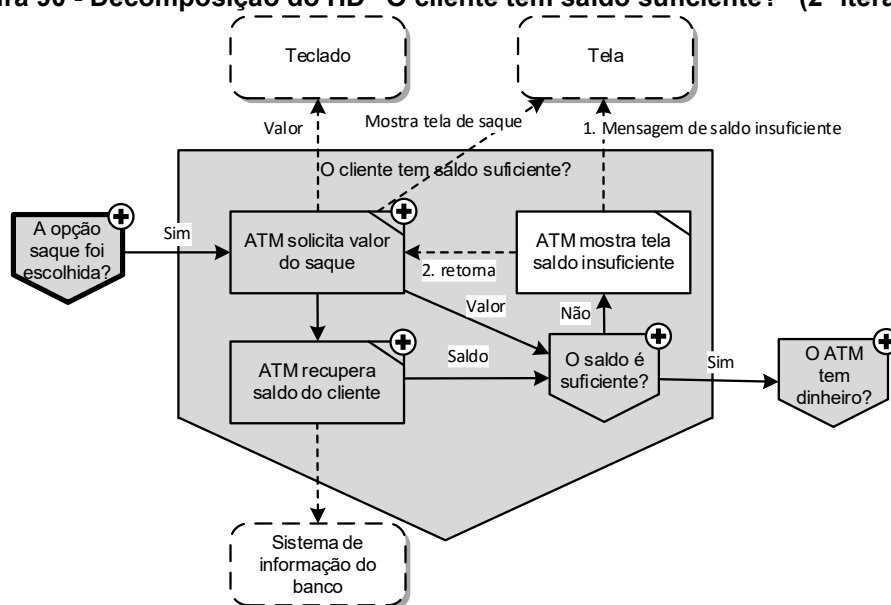 90 - Decomposição do HD "O cliente tem saldo suficiente?" (2ª
Teclado
Tela
Valor
Mostra tela de saque
1. Mensagem de saldo insuficiente
O cliente tem saldo suficiente?
A opção
saque foi
escolhida?
Sim
ATM solicita valor
do saque
2. retorna
ATM mostra tela
saldo insuficiente
Valor
Não
ATM recupera
saldo do cliente
Saldo
O saldo é
suficiente?
Sim
O ATM
tem
dinheiro?
Sistema de
informação do
banco